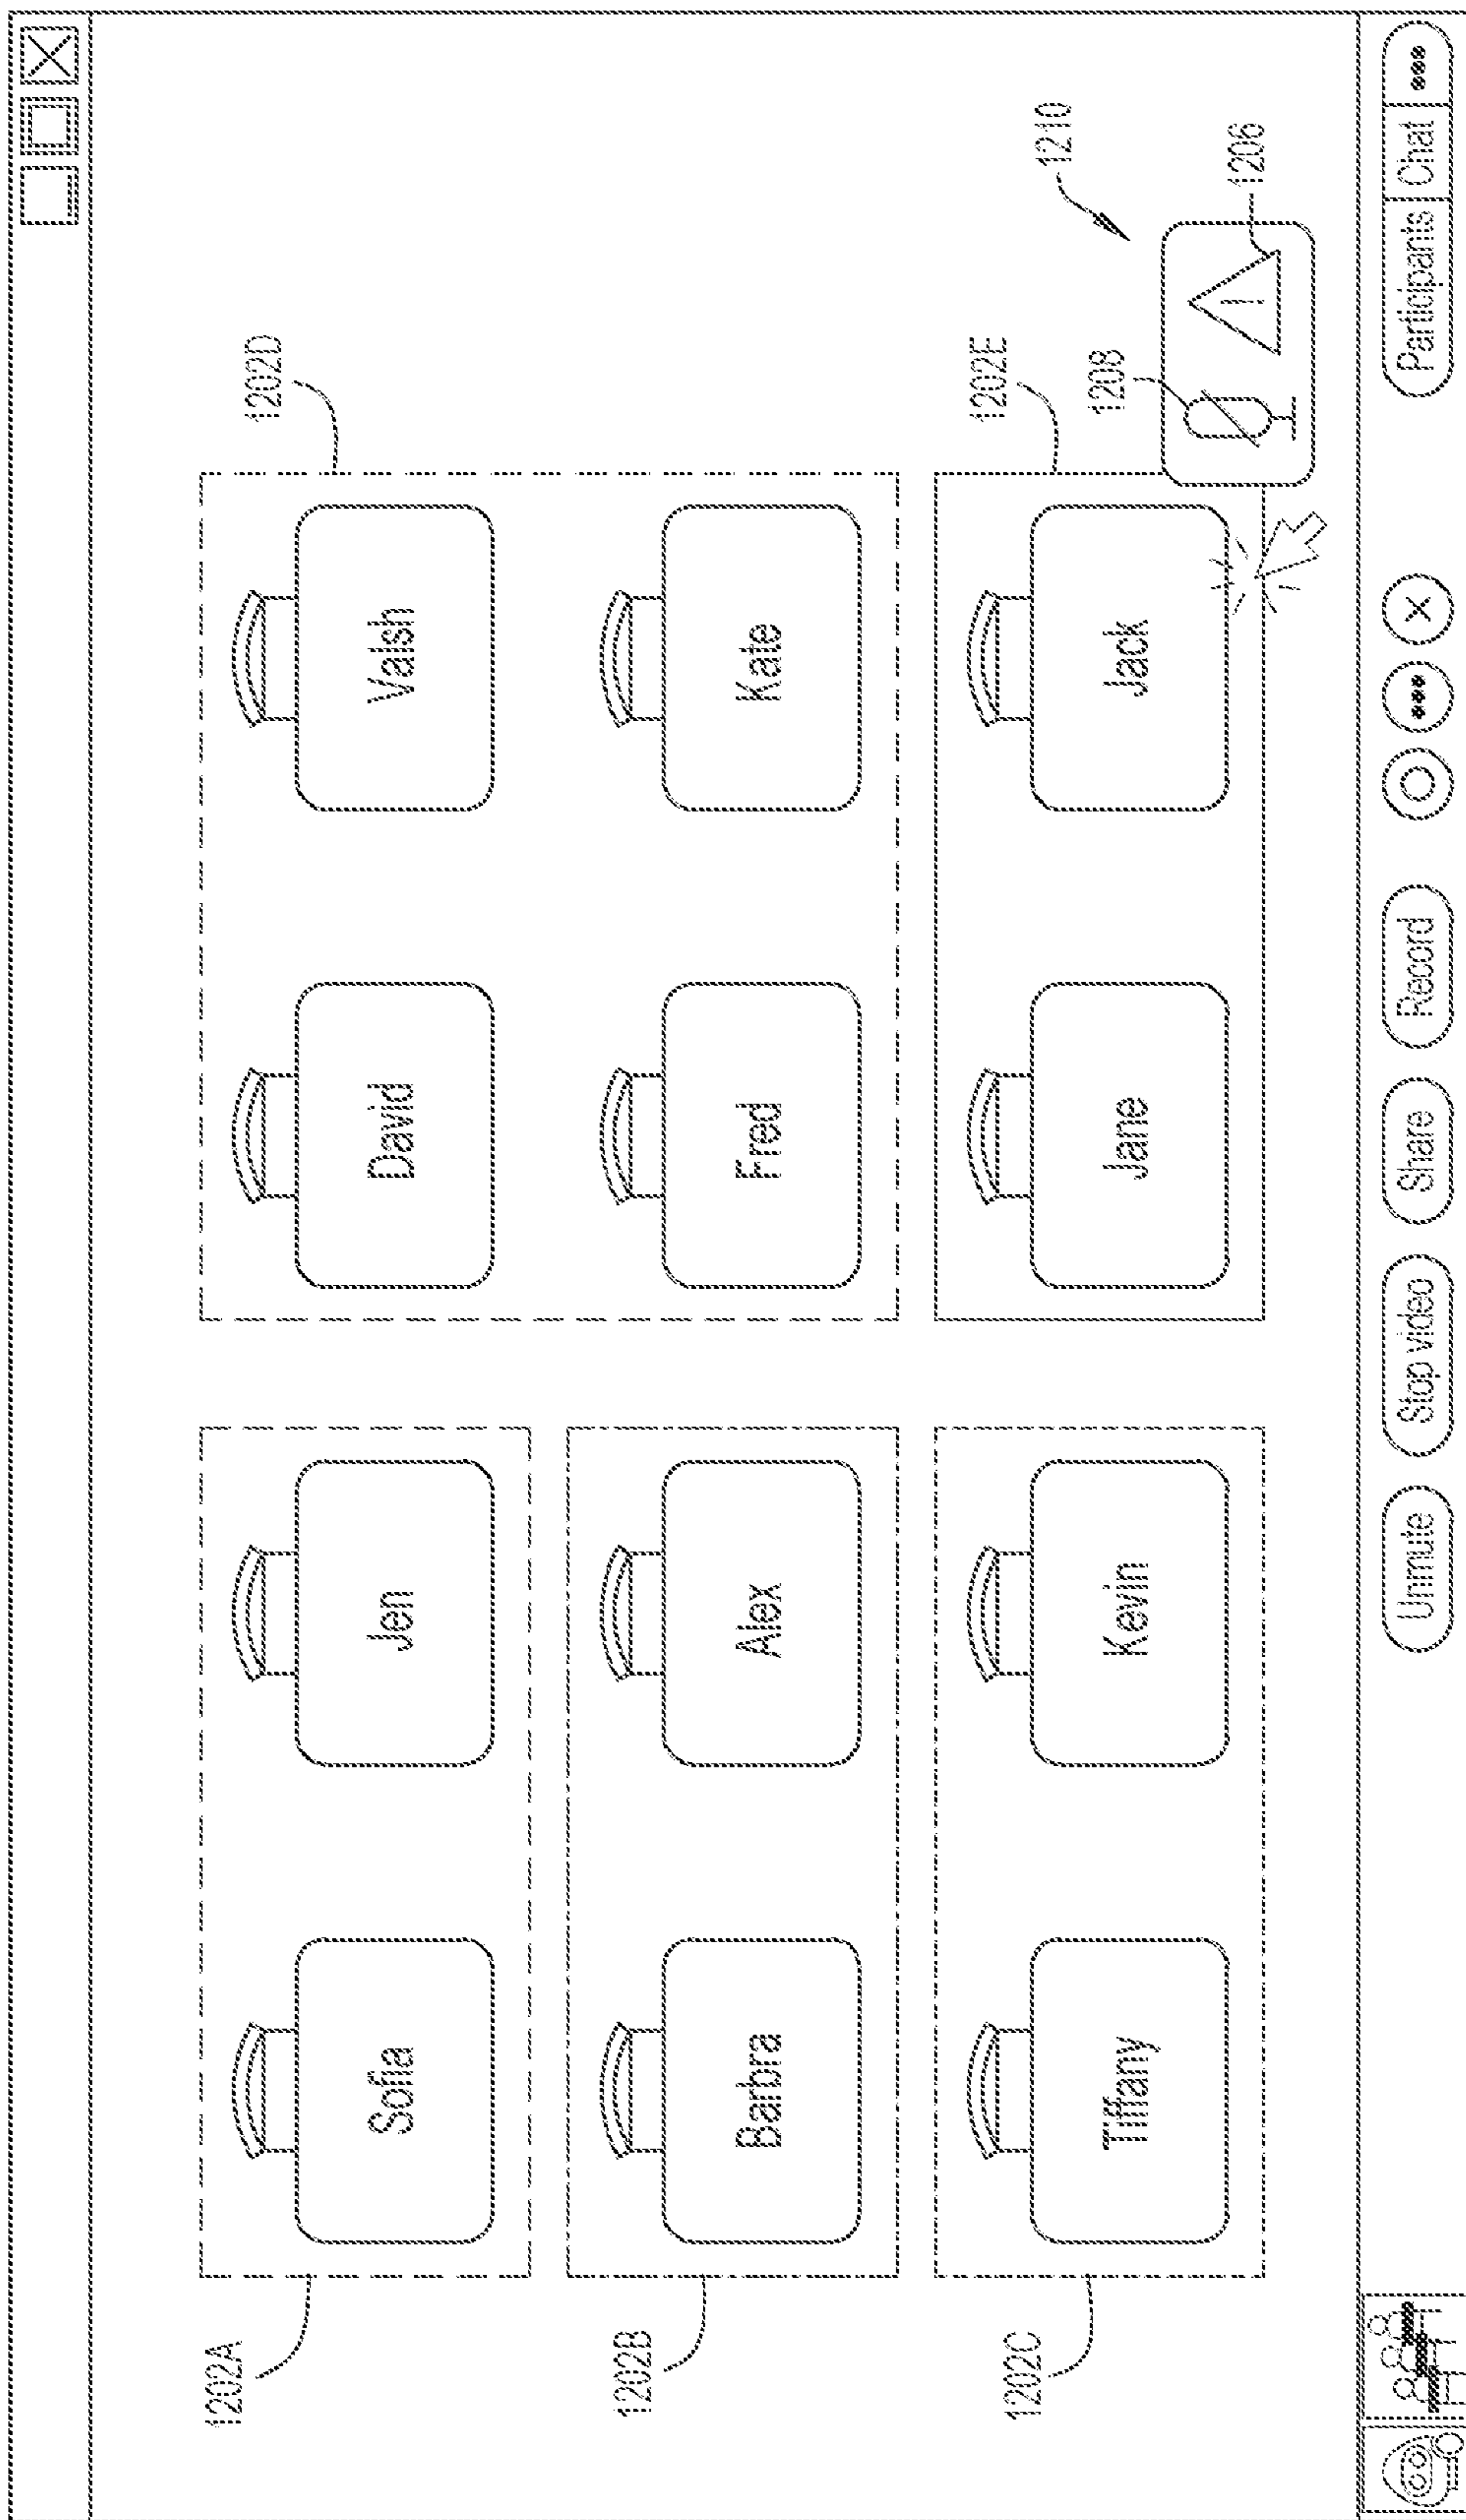 1202A
1202D
Sofia
Jen
David
Vaish
1202B
Barbra
Alex
Fred
Kate
1202C
1202E
1210
Tiffany
Kevin
Jane
Jack
1208
1206
Unmute
Stop video
Share
Record
Participants
Chat